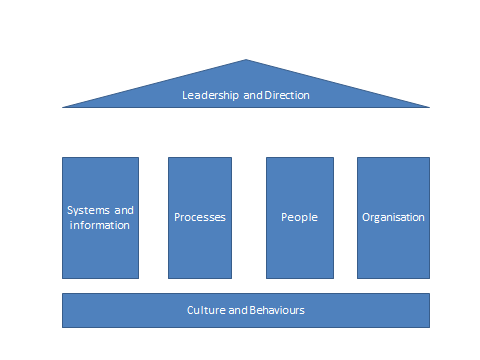 Leadership and Direction
Systems and
information
Processes
People
Organisation
Culture and Behaviours